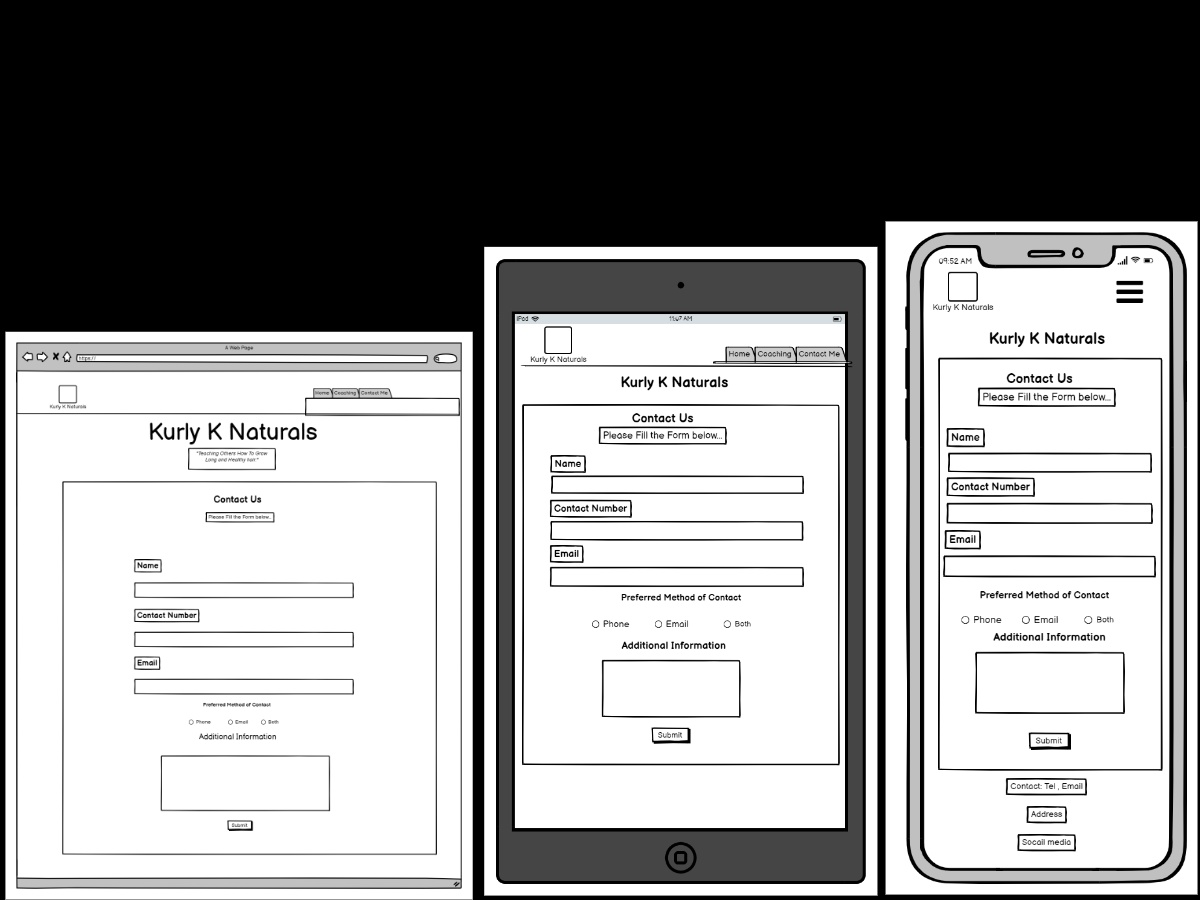 A Web Page
https://
Kurly K Naturals
Home Coaching Contact Me
Kurly K Naturals
"Teaching Others How To Grow
Long and Healthy hair"
Contact Us
Please Fill the Form below...
Name
Contact Number
Email
Preferred Method of Contact
Phone Email Both
Additional Information
Submit
iPod 11:07 AM
Kurly K Naturals
Home Coaching Contact Me
Kurly K Naturals
Contact Us
Please Fill the Form below...
Name
Contact Number
Email
Preferred Method of Contact
Phone Email Both
Additional Information
Submit
09:52 AM
Kurly K Naturals
Kurly K Naturals
Contact Us
Please Fill the Form below...
Name
Contact Number
Email
Preferred Method of Contact
Phone Email Both
Additional Information
Submit
Contact: Tel , Email
Address
Socail media